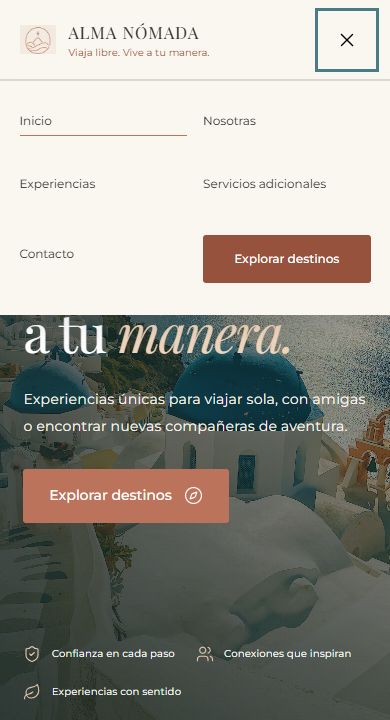 ALMA NÓMADA
Viaja libre. Vive a tu manera.
Inicio
Nosotras
Experiencias
Servicios adicionales
Contacto
Explorar destinos
a tu manera.
Experiencias únicas para viajar sola, con amigas
o encontrar nuevas compañeras de aventura.
Explorar destinos
Confianza en cada paso
Conexiones que inspiran
Experiencias con sentido